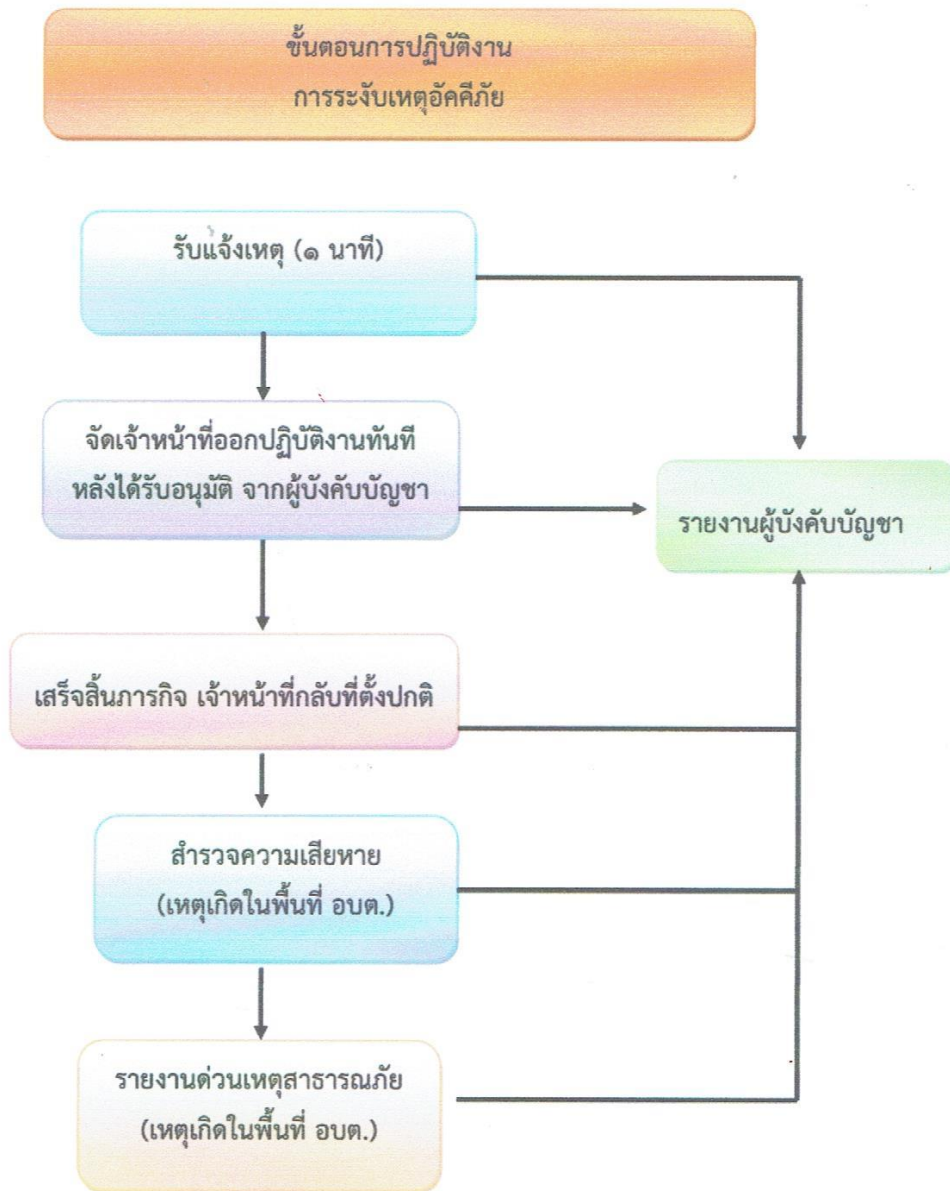 ขั้นตอนการปฏิบัติงาน
การระงับเหตุอัคคีภัย
รับแจ้งเหตุ (๑ นาที)
จัดเจ้าหน้าที่ออกปฏิบัติงานทันที
หลังได้รับอนุมัติ จากผู้บังคับบัญชา
รายงานผู้บังคับบัญชา
เสร็จสิ้นภารกิจ เจ้าหน้าที่กลับที่ตั้งปกติ
สำรวจความเสียหาย
(เหตุเกิดในพื้นที่ อบต.)
รายงานด่วนเหตุสาธารณภัย
(เหตุเกิดในพื้นที่ อบต.)